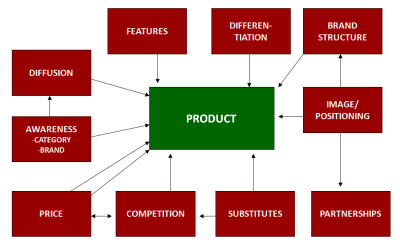 FEATURES
DIFFEREN-
TIATION
BRAND
STRUCTURE
DIFFUSION
PRODUCT
IMAGE/
POSITIONING
AWARENESS
-CATEGORY
-BRAND
PRICE
COMPETITION
SUBSTITUTES
PARTNERSHIPS